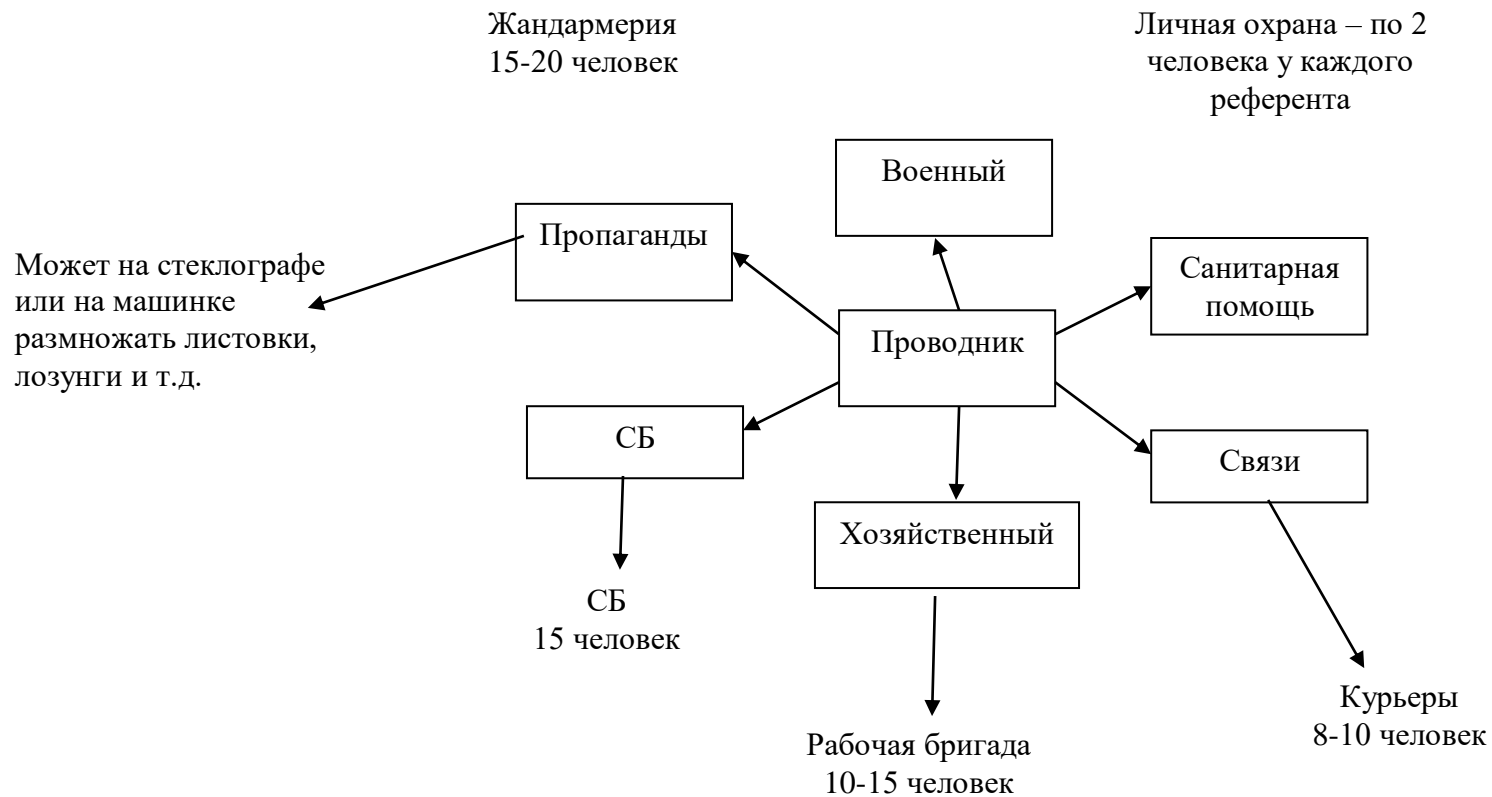 Жандармерия
15-20 человек
Личная охрана – по 2
человека у каждого
референта
Военный
Пропаганды
Санитарная
помощь
Может на стеклографе
или на машинке
размножать листовки,
лозунги и т.д.
Проводник
СБ
Связи
Хозяйственный
СБ
15 человек
Курьеры
8-10 человек
Рабочая бригада
10-15 человек